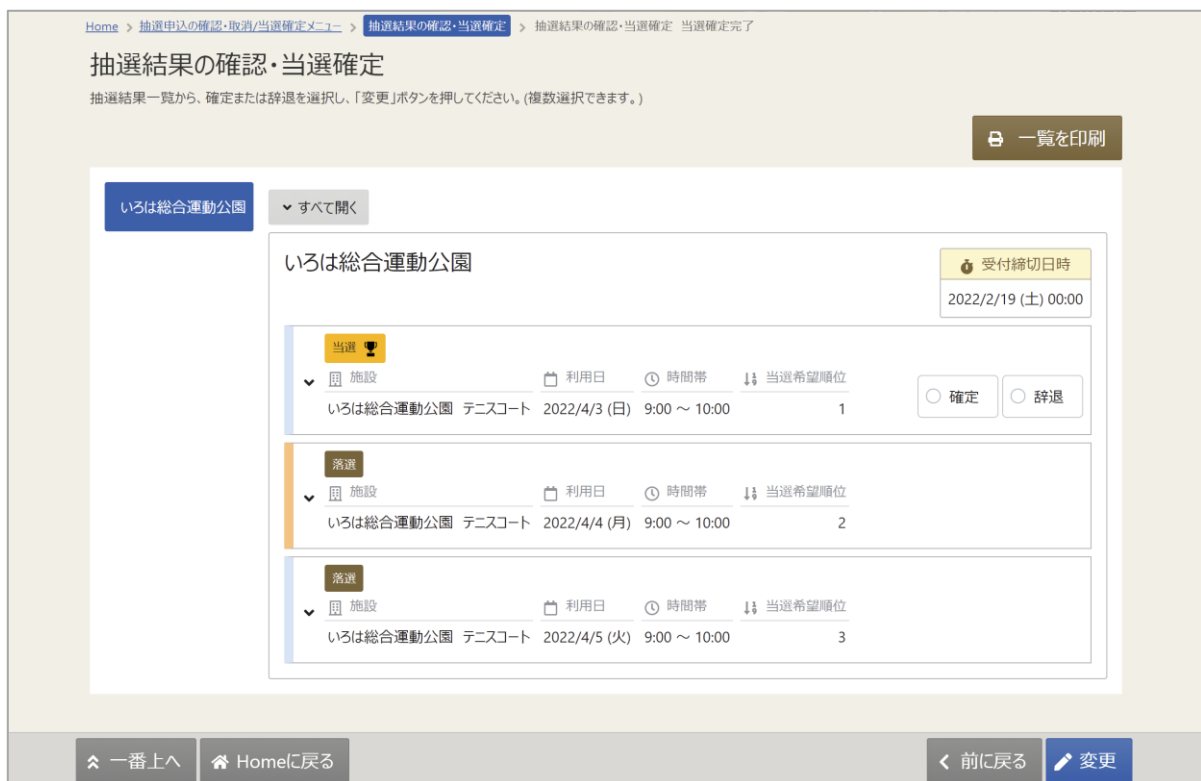 Home > 抽選申込の確認・取消/当選確定メニュー > 抽選結果の確認・当選確定 > 抽選結果の確認・当選確定 当選確定完了
抽選結果の確認・当選確定
抽選結果一覧から、確定または辞退を選択し、「変更」ボタンを押してください。(複数選択できます。)
一覧を印刷
いろは総合運動公園
すべて開く
いろは総合運動公園
受付締切日時
2022/2/19 (土) 00:00
当選
施設 利用日 時間帯 当選希望順位
いろは総合運動公園 テニスコート 2022/4/3 (日) 9:00 ～ 10:00 1
確定 辞退
落選
施設 利用日 時間帯 当選希望順位
いろは総合運動公園 テニスコート 2022/4/4 (月) 9:00 ～ 10:00 2
落選
施設 利用日 時間帯 当選希望順位
いろは総合運動公園 テニスコート 2022/4/5 (火) 9:00 ～ 10:00 3
一番上へ Homeに戻る 前に戻る 変更